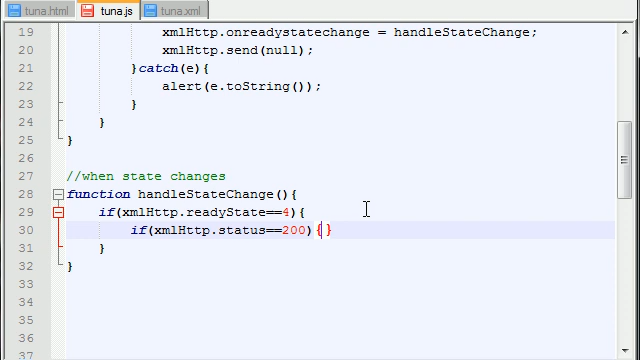 tuna.html tuna.js tuna.xml
19 xmlHttp.onreadystatechange = handleStateChange;
20 xmlHttp.send(null);
21 }catch(e){
22 alert(e.toString());
23 }
24 }
25 }
26
27 //when state changes
28 function handleStateChange(){
29 if(xmlHttp.readyState==4){
30 if(xmlHttp.status==200){}
31 }
32 }
33
34
35
36
37